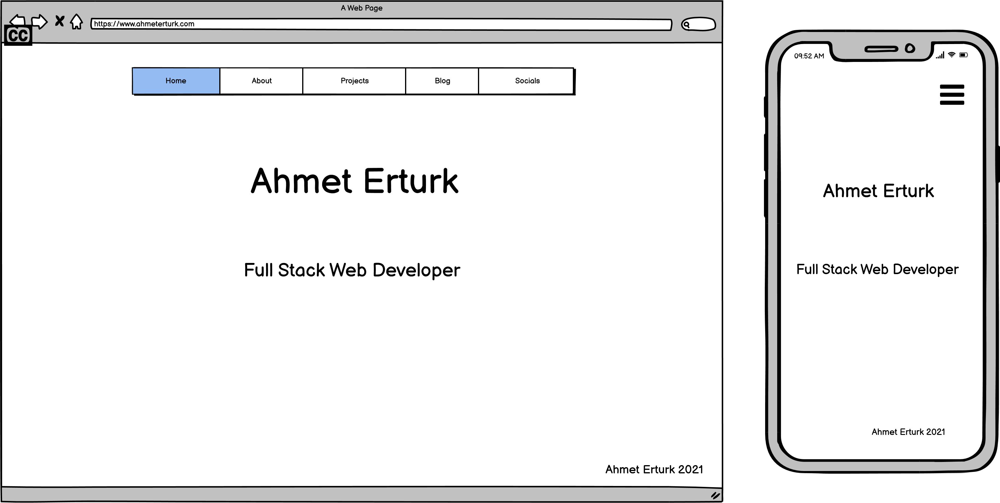 A Web Page
https://www.ahmeterturk.com
CC
Home About Projects Blog Socials
Ahmet Erturk
Full Stack Web Developer
Ahmet Erturk 2021
09:52 AM
Ahmet Erturk
Full Stack Web Developer
Ahmet Erturk 2021